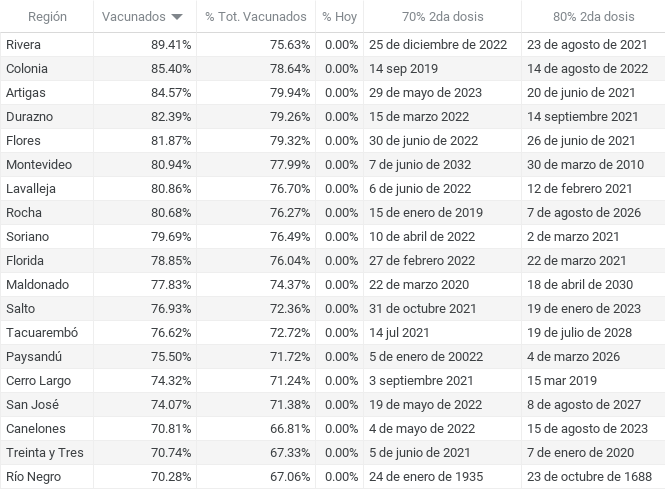 Región Vacunados % Tot. Vacunados % Hoy 70% 2da dosis 80% 2da dosis
Rivera 89.41% 75.63% 0.00% 25 de diciembre de 2022 23 de agosto de 2021
Colonia 85.40% 78.64% 0.00% 14 sep 2019 14 de agosto de 2022
Artigas 84.57% 79.94% 0.00% 29 de mayo de 2023 20 de junio de 2021
Durazno 82.39% 79.26% 0.00% 15 de marzo 2022 14 septiembre 2021
Flores 81.87% 79.32% 0.00% 30 de junio de 2022 26 de junio de 2021
Montevideo 80.94% 77.99% 0.00% 7 de junio de 2032 30 de marzo de 2010
Lavalleja 80.86% 76.70% 0.00% 6 de junio de 2022 12 de febrero 2021
Rocha 80.68% 76.27% 0.00% 15 de enero de 2019 7 de agosto de 2026
Soriano 79.69% 76.49% 0.00% 10 de abril de 2022 2 de marzo 2021
Florida 78.85% 76.04% 0.00% 27 de febrero 2022 22 de marzo 2021
Maldonado 77.83% 74.37% 0.00% 22 de marzo 2020 18 de abril de 2030
Salto 76.93% 72.36% 0.00% 31 de octubre 2021 19 de enero de 2023
Tacuarembó 76.62% 72.72% 0.00% 14 jul 2021 19 de julio de 2028
Paysandú 75.50% 71.72% 0.00% 5 de enero de 20022 4 de marzo 2026
Cerro Largo 74.32% 71.24% 0.00% 3 septiembre 2021 15 mar 2019
San José 74.07% 71.38% 0.00% 19 de mayo de 2022 8 de agosto de 2027
Canelones 70.81% 66.81% 0.00% 4 de mayo de 2022 15 de agosto de 2023
Treinta y Tres 70.74% 67.33% 0.00% 5 de junio de 2021 7 de enero de 2020
Río Negro 70.28% 67.06% 0.00% 24 de enero de 1935 23 de octubre de 1688